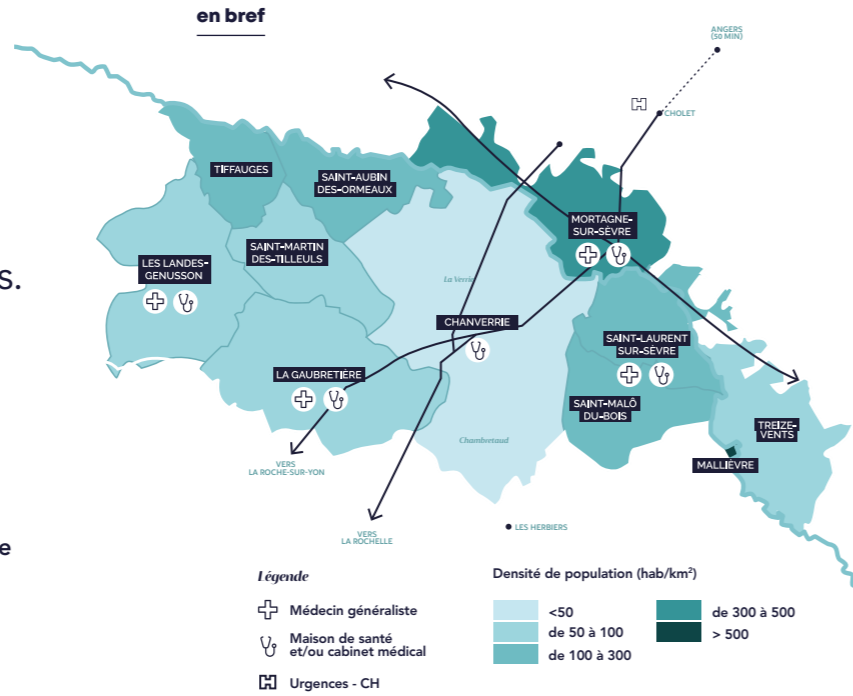 en bref
ANGERS
(50 MIN)
CHOLET
TIFFAUGES
SAINT-AUBIN
DES-ORMEAUX
MORTAGNE-
SUR-SÈVRE
SAINT-MARTIN
DES-TILLEULS
LES LANDES-
GENUSSON
s.
La Verrie
CHANVERRIE
SAINT-LAURENT
SUR-SÈVRE
LA GAUBRETIÈRE
SAINT-MALÔ
DU-BOIS
TREIZE-
VENTS
Chambertaud
MALLIÈVRE
VERS
LA ROCHE-SUR-YON
VERS
LA ROCHELLE
LES HERBIERS
e
Légende
Médecin généraliste
Maison de santé
et/ou cabinet médical
Urgences - CH
Densité de population (hab/km²)
<50
de 50 à 100
de 100 à 300
de 300 à 500
> 500